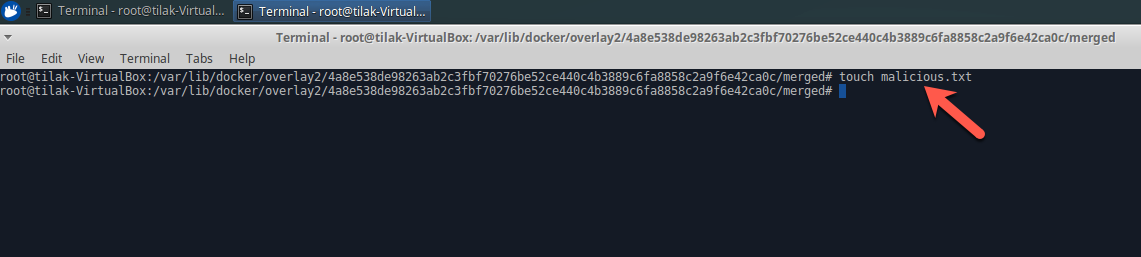 Terminal - root@tilak-Virtual... Terminal - root@tilak-Virtual...
Terminal - root@tilak-VirtualBox: /var/lib/docker/overlay2/4a8e538de98263ab2c3fbf70276be52ce440c4b3889c6fa8858c2a9f6e42ca0c/merged
File Edit View Terminal Tabs Help
root@tilak-VirtualBox:/var/lib/docker/overlay2/4a8e538de98263ab2c3fbf70276be52ce440c4b3889c6fa8858c2a9f6e42ca0c/merged# touch malicious.txt
root@tilak-VirtualBox:/var/lib/docker/overlay2/4a8e538de98263ab2c3fbf70276be52ce440c4b3889c6fa8858c2a9f6e42ca0c/merged#